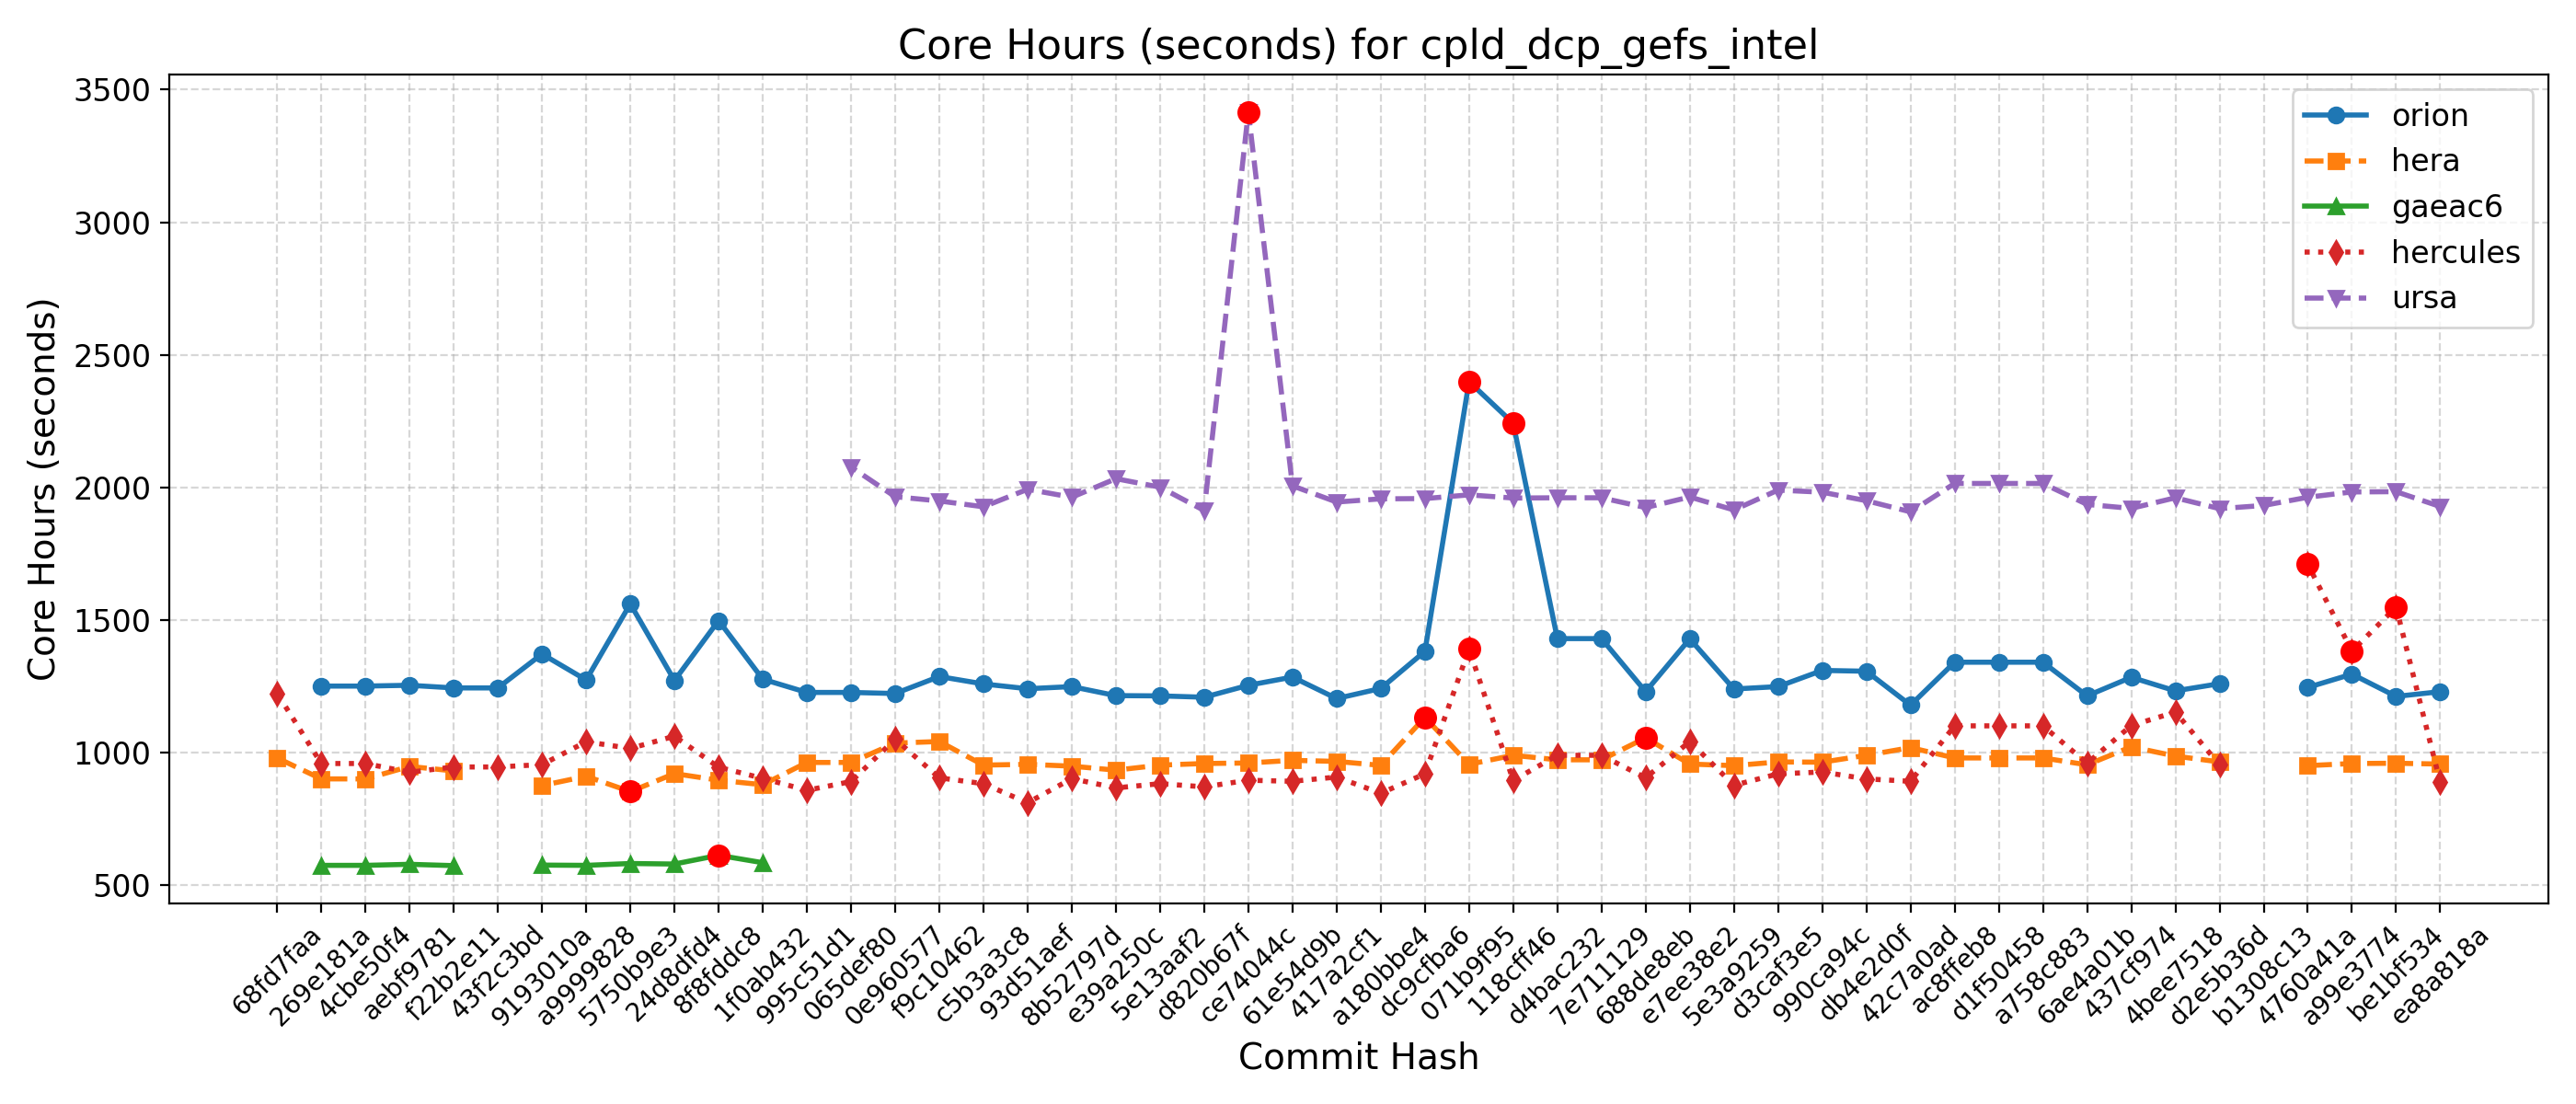 Core Hours (seconds) for cpld_dcp_gefs_intel
Core Hours (seconds)
3500
3000
2500
2000
1500
1000
500
orion
hera
gaeac6
hercules
ursa
68fd7faa
269e181a
4cbe50f4
aebf9781
f22b2e11
43f2c3bd
9193010a
a9999828
5750b9e3
24d8dfd4
8f8fddc8
1f0ab432
995c51d1
065def80
0e960577
f9c10462
c5b3a3c8
93d51aef
8b52797d
e39a250c
5e13aaf2
d820b67f
ce74044c
61e54d9b
417a2cf1
a180bbe4
dc9cfba6
071b9f95
118cff46
d4bac232
7e711129
688de8eb
e7ee38e2
5e3a9259
d3caf3e5
990ca94c
db4e2d0f
42c7a0ad
ac8ffeb8
d1f50458
a758c883
6ae4a01b
437cf974
4bee7518
d2e5b36d
b1308c13
4760a41a
a99e3774
be1bf534
ea8a818a
Commit Hash